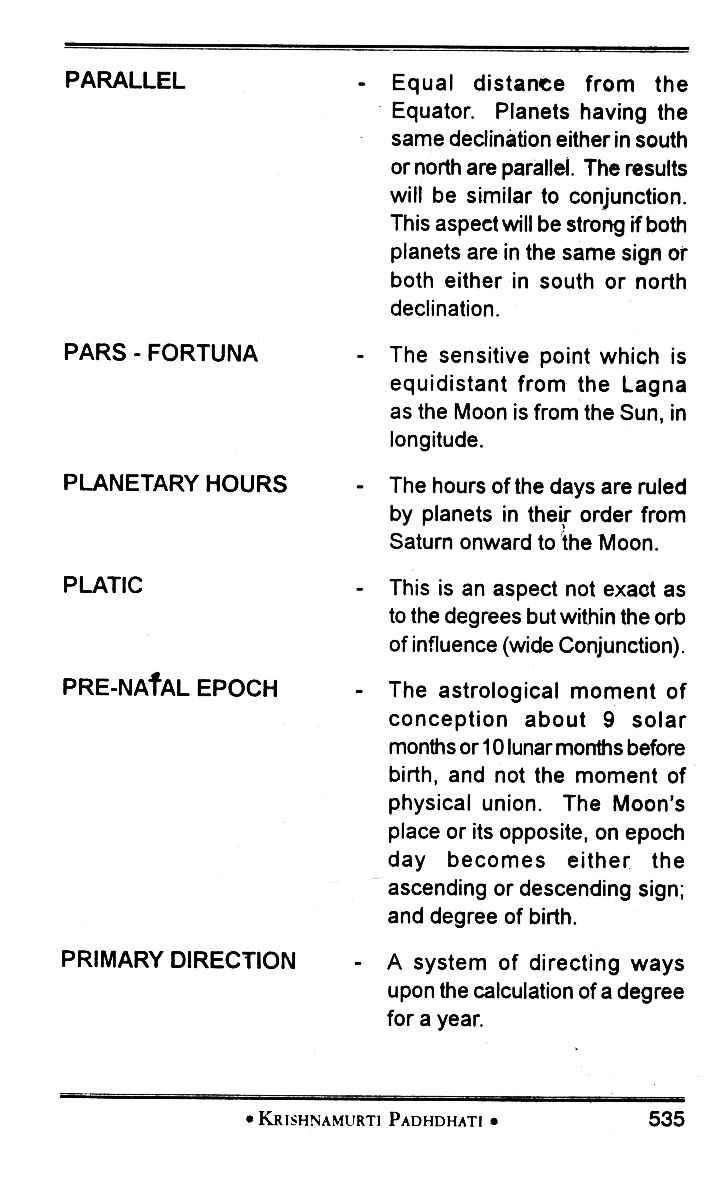 PARALLEL - Equal distance from the
Equator. Planets having the
same declination either in south
or north are parallel. The results
will be similar to conjunction.
This aspect will be strong if both
planets are in the same sign or
both either in south or north
declination.
PARS - FORTUNA - The sensitive point which is
equidistant from the Lagna
as the Moon is from the Sun, in
longitude.
PLANETARY HOURS - The hours of the days are ruled
by planets in their order from
Saturn onward to the Moon.
PLATIC - This is an aspect not exact as
to the degrees but within the orb
of influence (wide Conjunction).
PRE-NATAL EPOCH - The astrological moment of
conception about 9 solar
months or 10 lunar months before
birth, and not the moment of
physical union. The Moon's
place or its opposite, on epoch
day becomes either the
ascending or descending sign;
and degree of birth.
PRIMARY DIRECTION - A system of directing ways
upon the calculation of a degree
for a year.
• KRISHNAMURTI PADHDHATI • 535